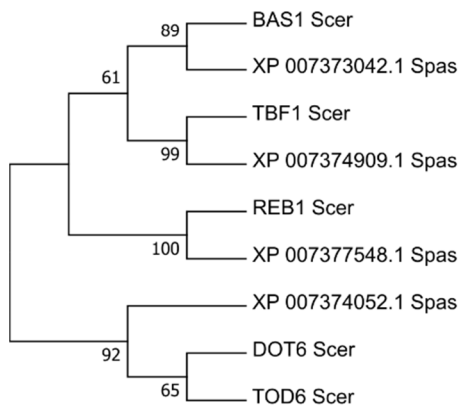 BAS1 Scer
89
XP 007373042.1 Spas
61
TBF1 Scer
99
XP 007374909.1 Spas
REB1 Scer
100
XP 007377548.1 Spas
XP 007374052.1 Spas
92
DOT6 Scer
65
TOD6 Scer